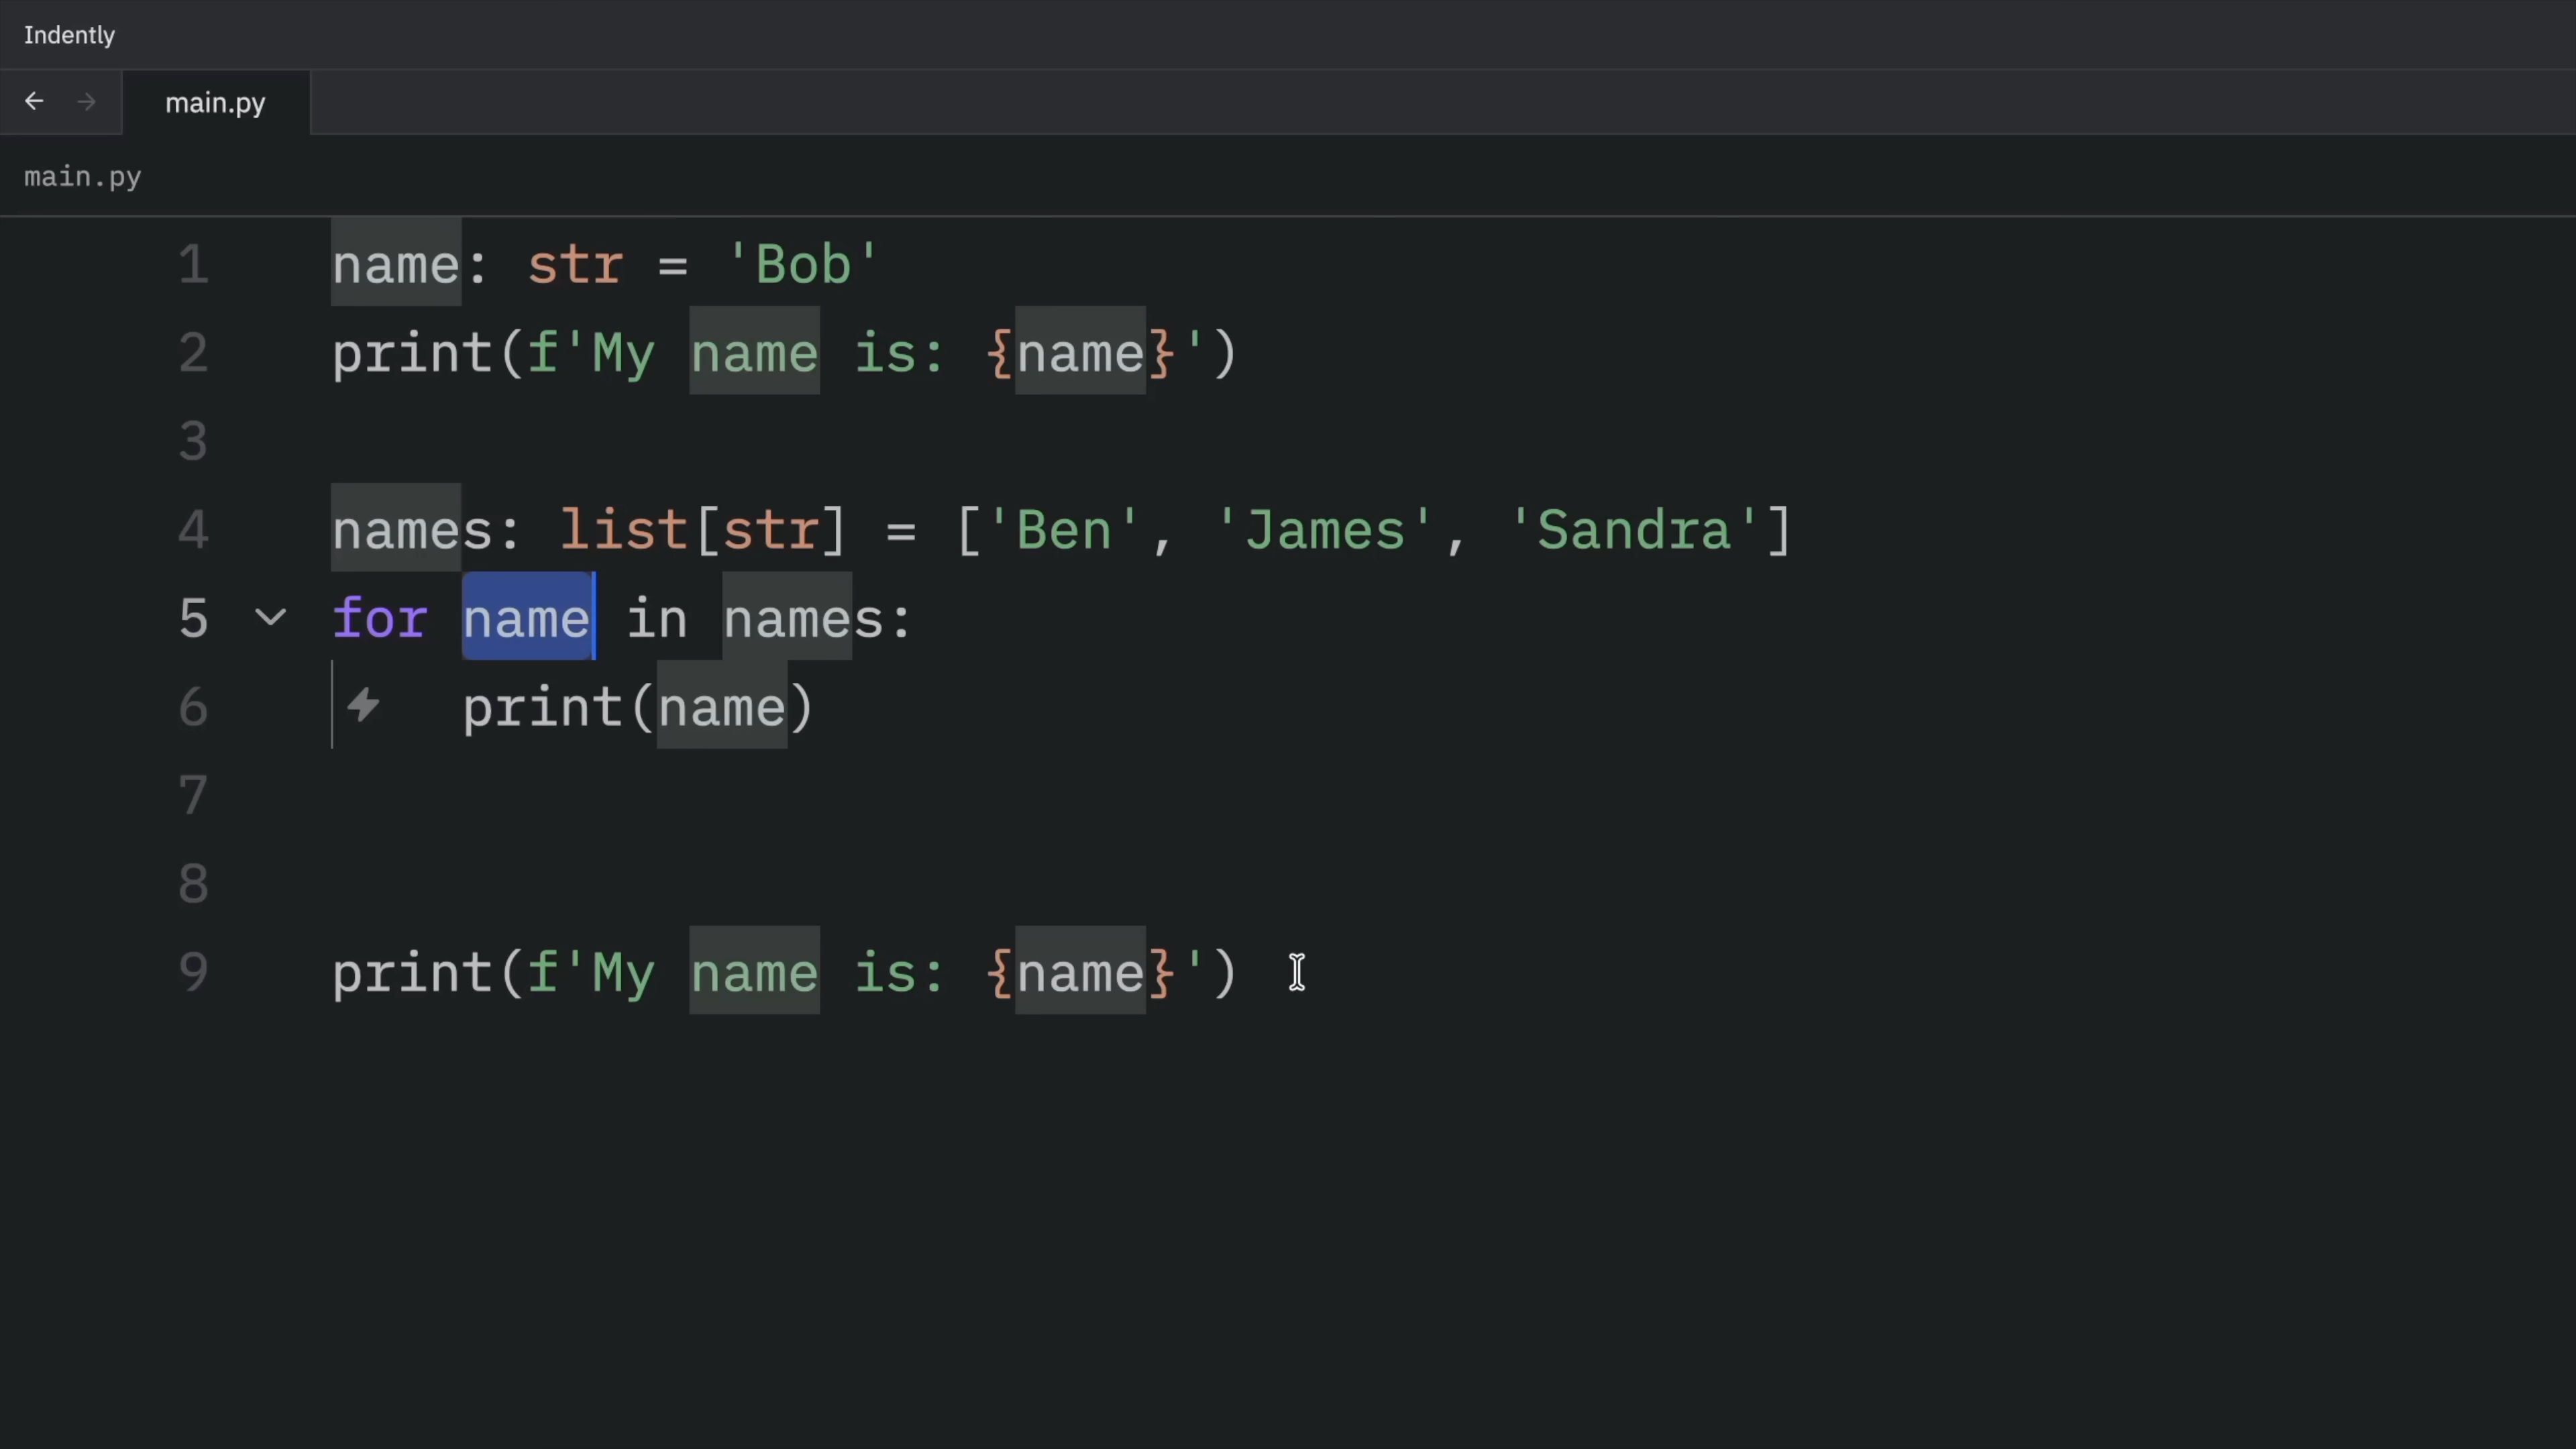 Indently
main.py
main.py
1 name: str = 'Bob'
2 print(f'My name is: {name}')
3
4 names: list[str] = ['Ben', 'James', 'Sandra']
5 for name in names:
6 print(name)
7
8
9 print(f'My name is: {name}')